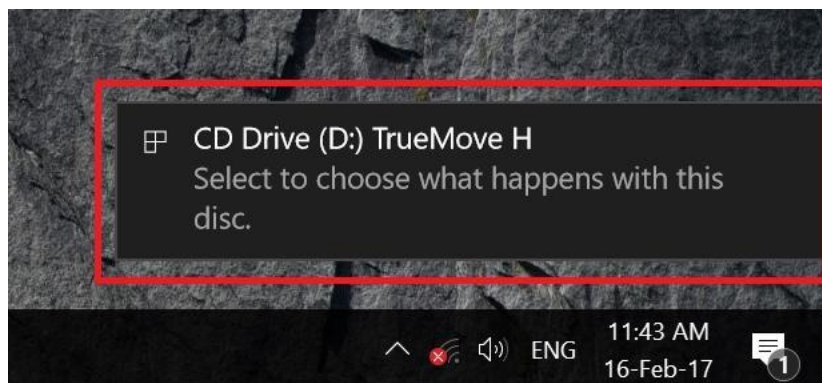 CD Drive (D:) TrueMove H
Select to choose what happens with this
disc.
ENG
11:43 AM
16-Feb-17
1